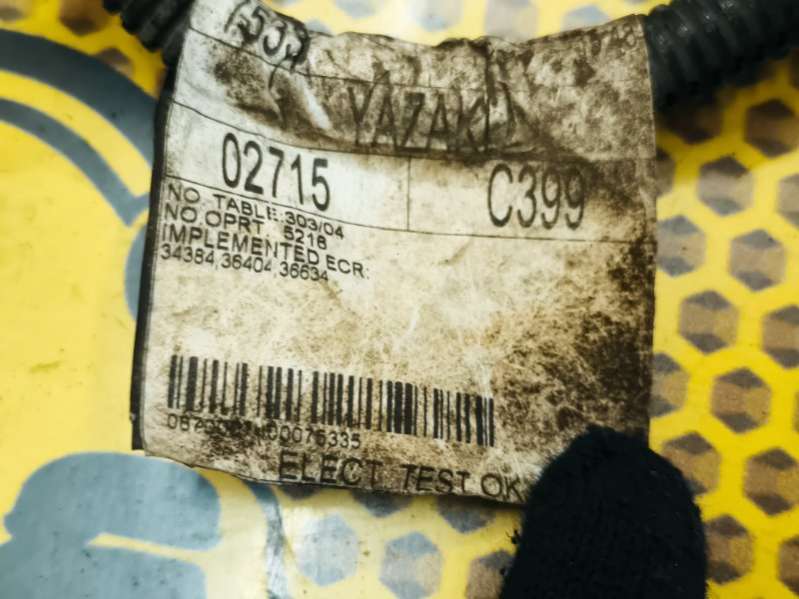 YAZAKI
02715
C399
NO. TABLE:303/04
NO.OPRT. 5218
IMPLEMENTED ECR:
34384,36404,36634
ELECT TEST OK